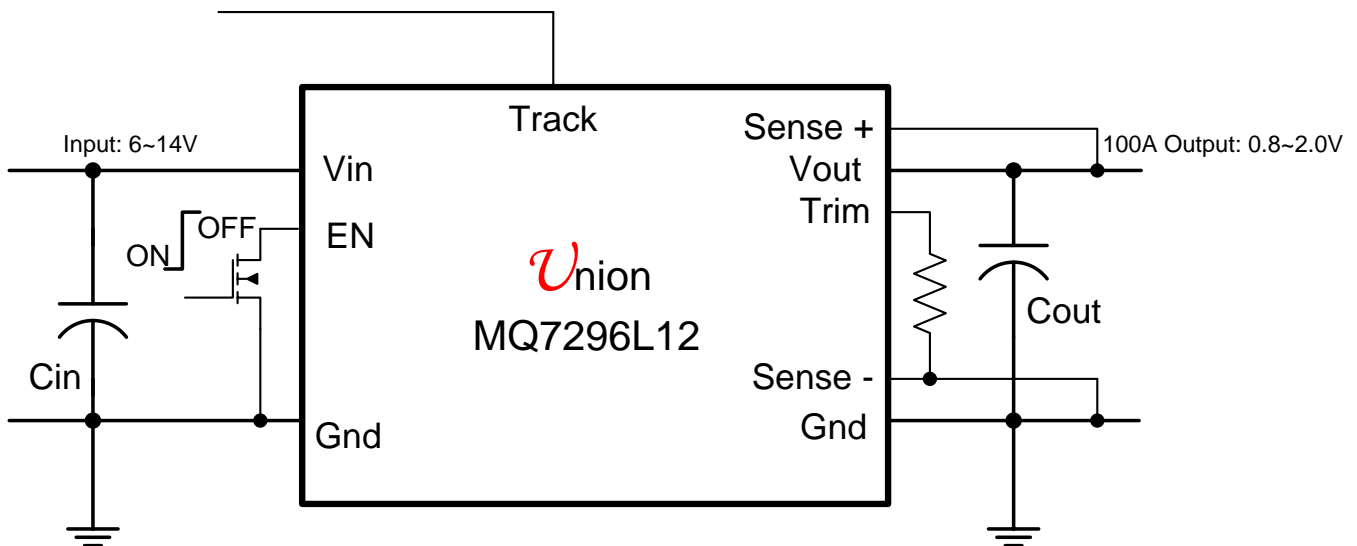 Track
Sense +
Input: 6~14V
100A Output: 0.8~2.0V
Vin
Vout
Trim
OFF
EN
ON
Union
MQ7296L12
Cout
Cin
Sense -
Gnd
Gnd